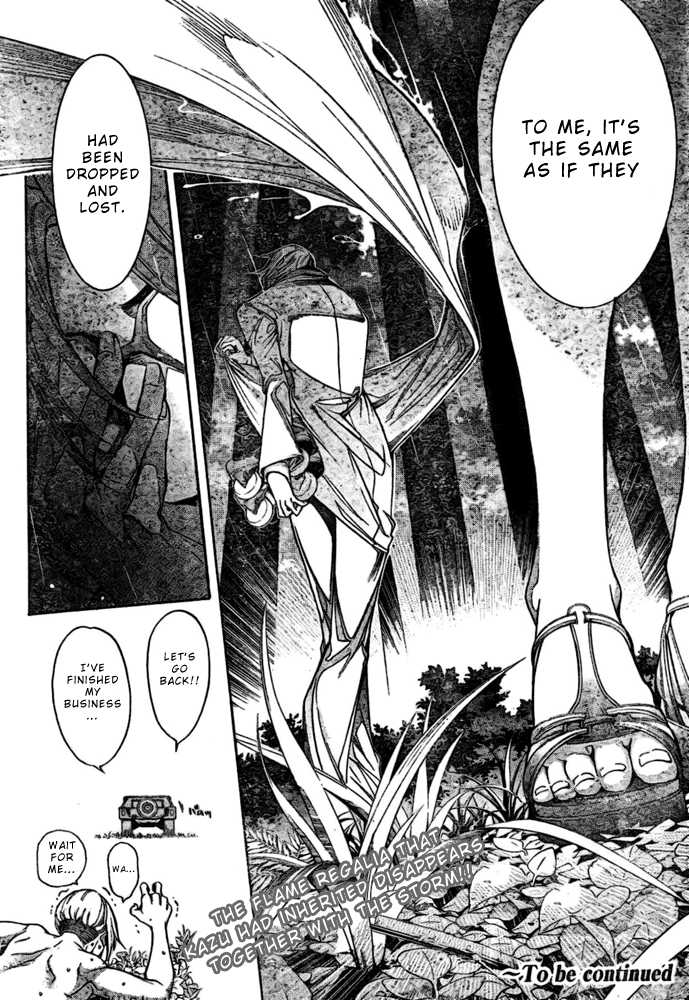 TO ME, IT'S
THE SAME
AS IF THEY
HAD
BEEN
DROPPED
AND
LOST.
LET'S
GO
BACK!!
I'VE
FINISHED
MY
BUSINESS
...
WAIT
FOR
ME...
WA...
THE FLAME REGALIA THAT
KAZU HAD INHERITED DISAPPEARS
TOGETHER WITH THE STORM!!
~To be continued